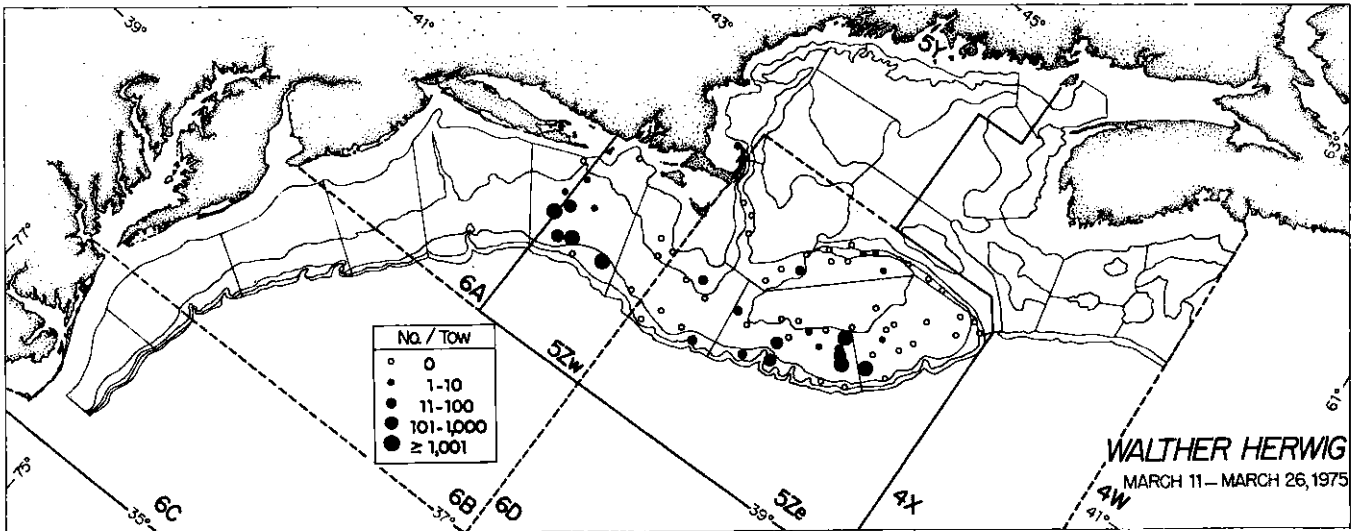 39°
41°
43°
45°
5Y
63°
77°
6A
No. / Tow
0
1-10
11-100
101-1,000
≥ 1,001
5Zw
61°
WALTHER HERWIG
MARCH 11 — MARCH 26, 1975
75°
6C
35°
6B
37°
6D
5Ze
39°
4X
4W
41°